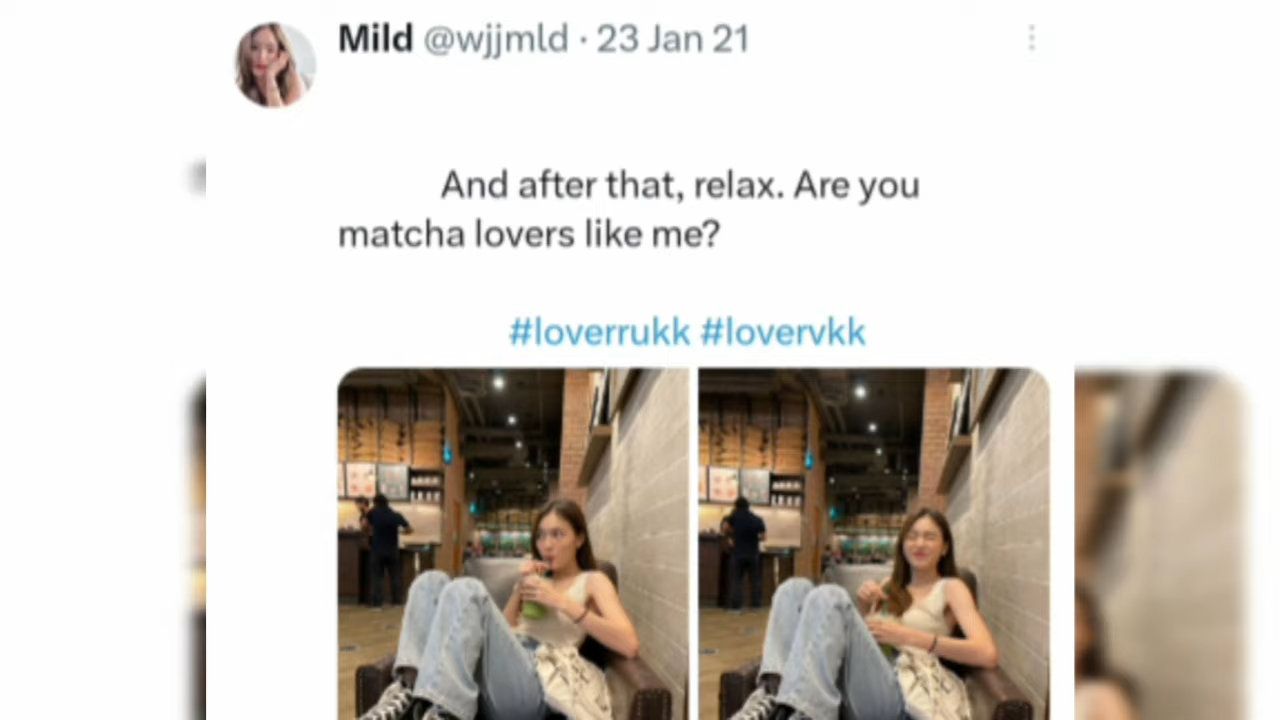 Mild @wjjmld · 23 Jan 21
And after that, relax. Are you
matcha lovers like me?
#loverrukk #lovervkk